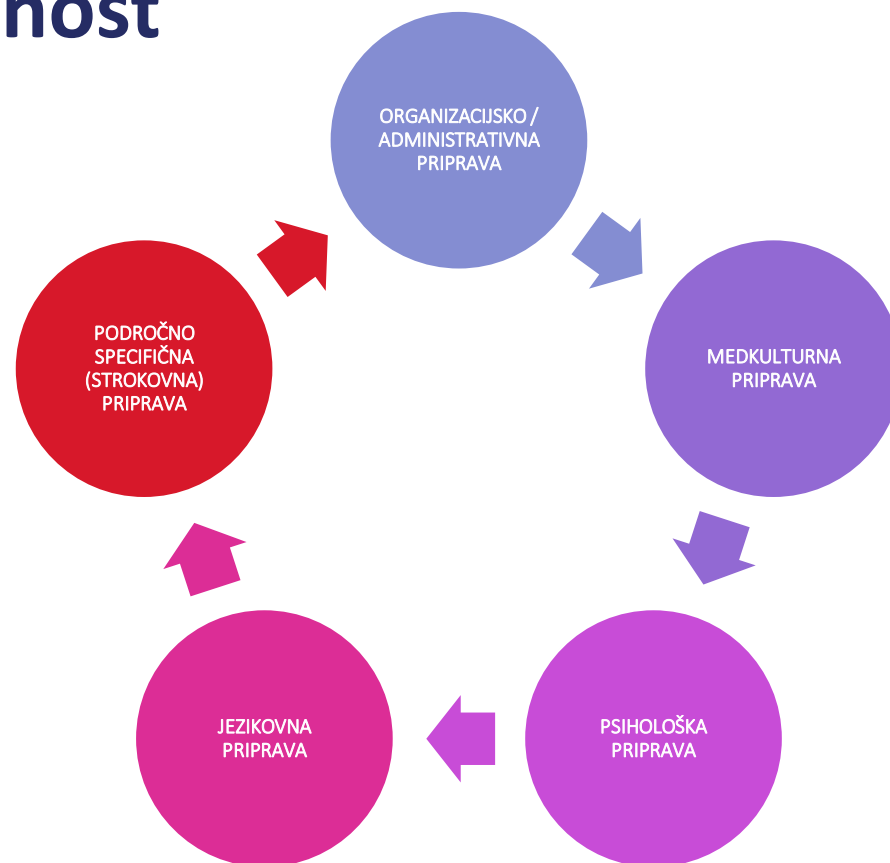 nost
ORGANIZACIJSKO /
ADMINISTRATIVNA
PRIPRAVA
MEDKULTURNA
PRIPRAVA
PSIHOLOŠKA
PRIPRAVA
JEZIKOVNA
PRIPRAVA
PODROČNO
SPECIFIČNA
(STROKOVNA)
PRIPRAVA